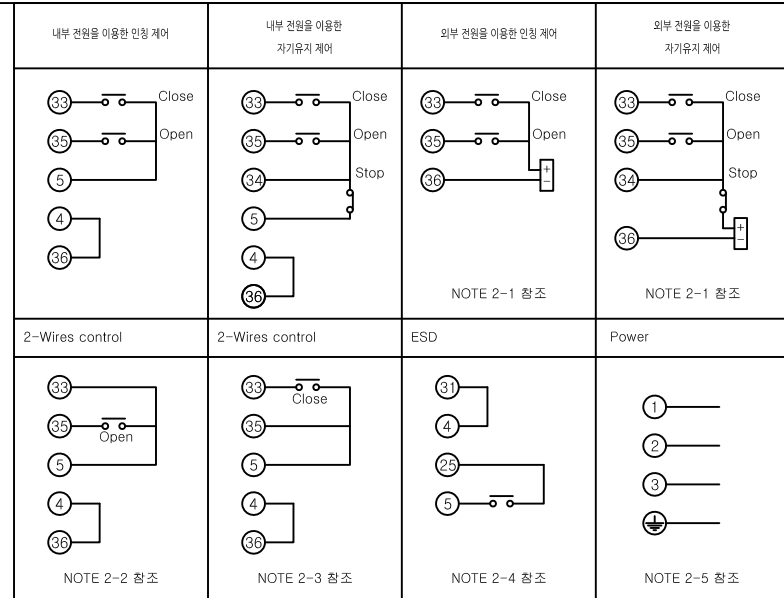 내부 전원을 이용한 인칭 제어
내부 전원을 이용한
자기유지 제어
외부 전원을 이용한 인칭 제어
외부 전원을 이용한
자기유지 제어
33
Close
35
Open
5
4
36
33
Close
35
Open
34
Stop
5
4
36
33
Close
35
Open
36
+
−
NOTE 2-1 참조
33
Close
35
Open
34
Stop
36
+
−
NOTE 2-1 참조
2-Wires control
2-Wires control
ESD
Power
33
35
Open
5
4
36
NOTE 2-2 참조
33
Close
35
5
4
36
NOTE 2-3 참조
31
4
25
5
NOTE 2-4 참조
1
2
3
NOTE 2-5 참조